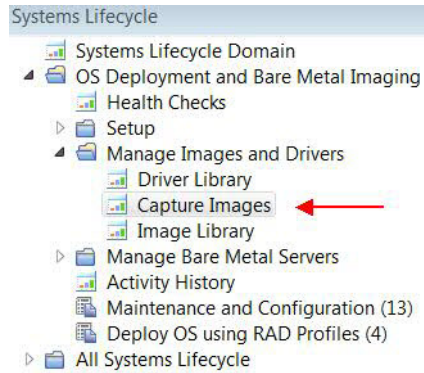 Systems Lifecycle
Systems Lifecycle Domain
OS Deployment and Bare Metal Imaging
Health Checks
Setup
Manage Images and Drivers
Driver Library
Capture Images
Image Library
Manage Bare Metal Servers
Activity History
Maintenance and Configuration (13)
Deploy OS using RAD Profiles (4)
All Systems Lifecycle